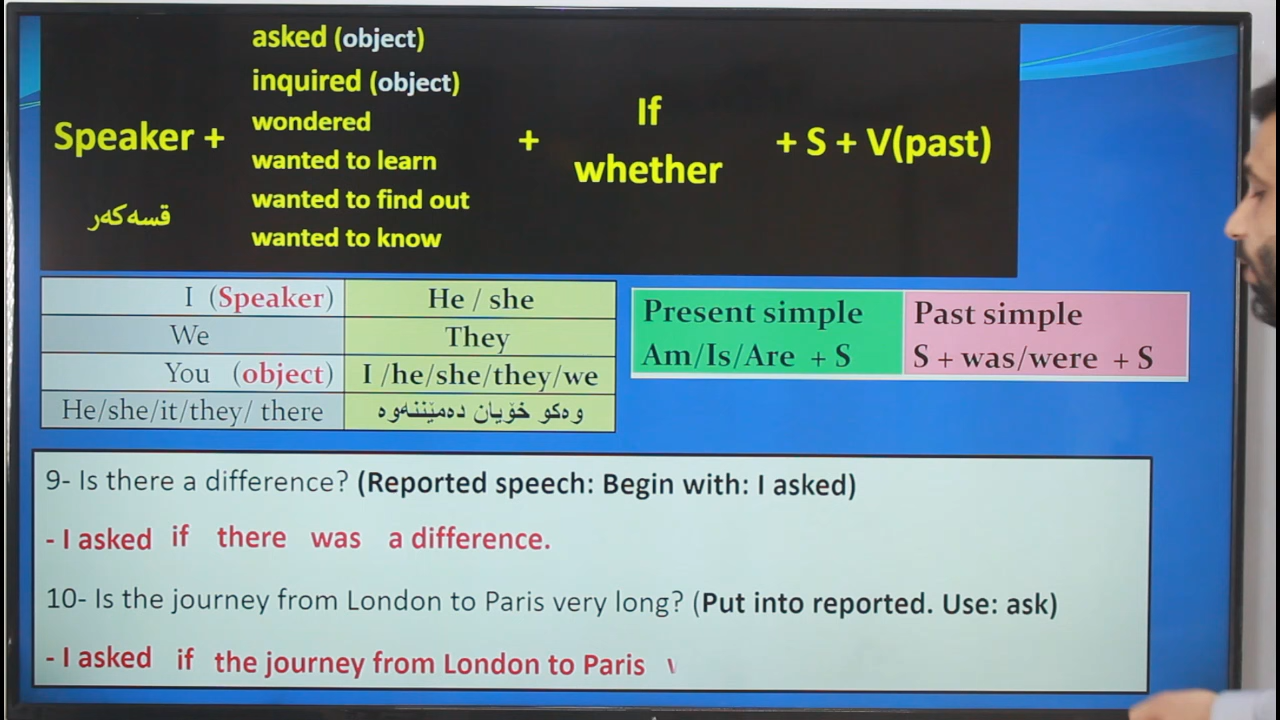 asked (object)
inquired (object)
wondered
wanted to learn
wanted to find out
wanted to know
Speaker +
قسەکەر
+
If
whether
+ S + V(past)
I (Speaker) He / she
We They
You (object) I /he/she/they/we
He/she/it/they/ there وەکو خۆیان دەمێننەوە
Present simple Past simple
Am/Is/Are + S S + was/were + S
9- Is there a difference? (Reported speech: Begin with: I asked)
- I asked if there was a difference.
10- Is the journey from London to Paris very long? (Put into reported. Use: ask)
- I asked if the journey from London to Paris